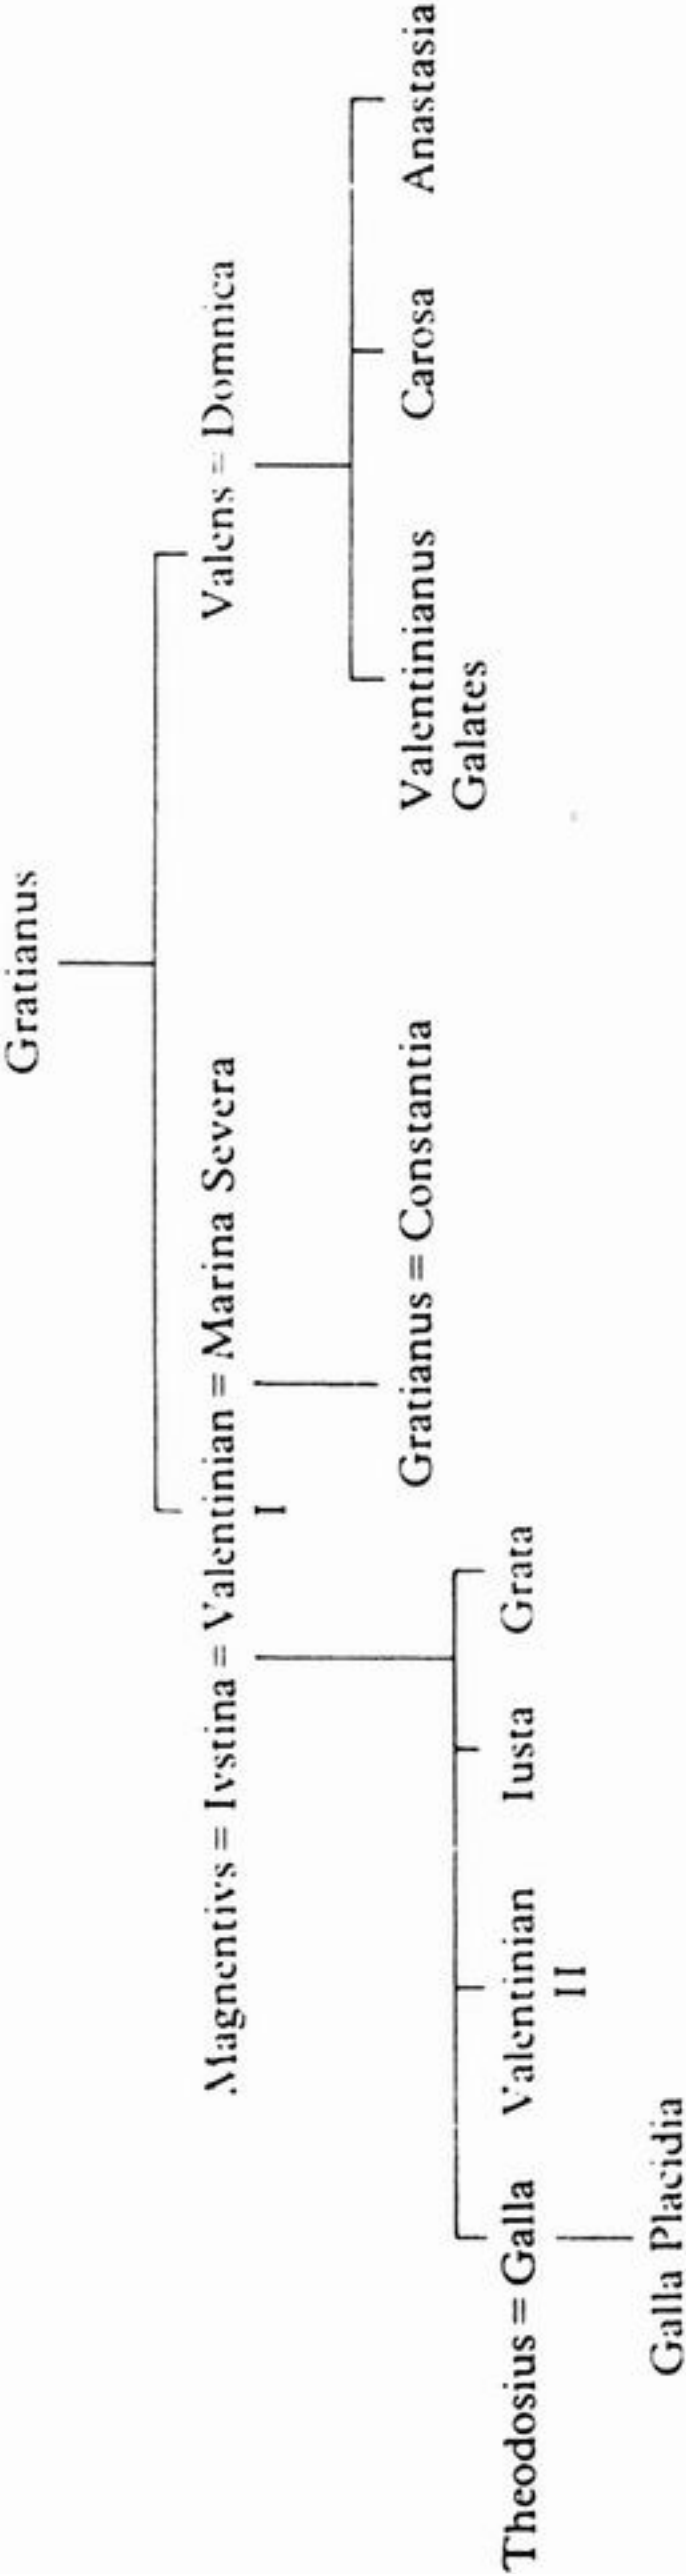 Gratianus
Magnentivs = Ivstina = Valentinian = Marina Severa
I
Valens = Domnica
Gratianus = Constantia
Valentinianus
Galates
Carosa
Anastasia
Theodosius = Galla
Valentinian
II
Iusta
Grata
Galla Placidia